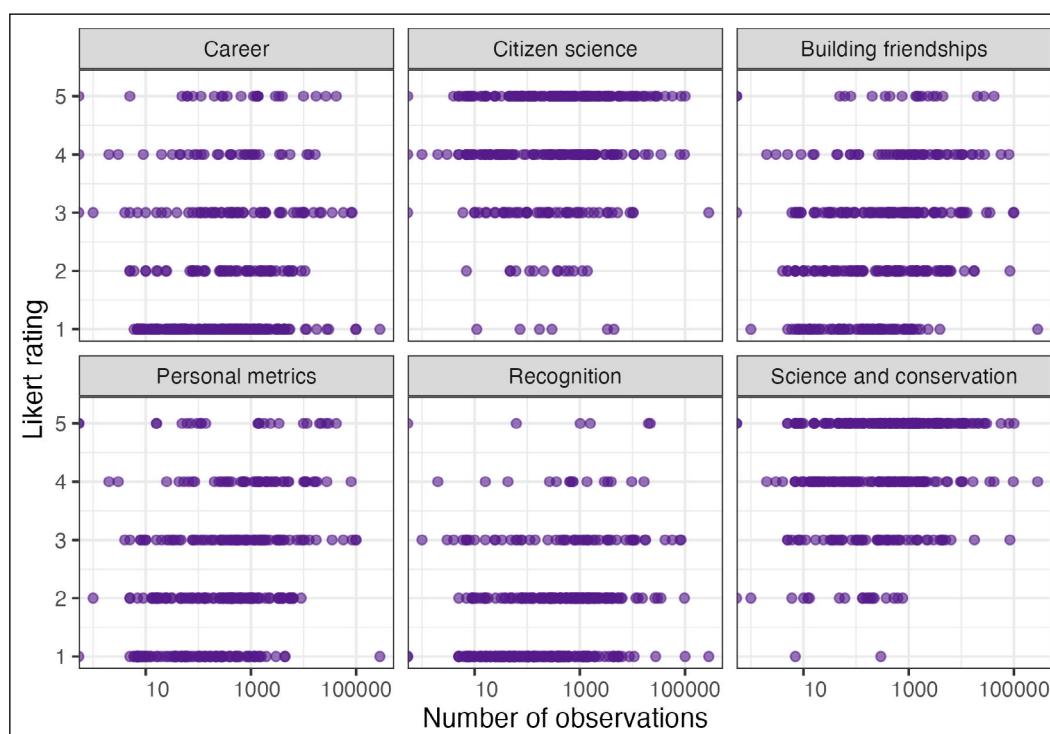 Career Citizen science Building friendships
5
4
3
2
1
Personal metrics Recognition Science and conservation
5
4
3
2
1
10 1000 100000 10 1000 100000 10 1000 100000
Number of observations
Likert rating